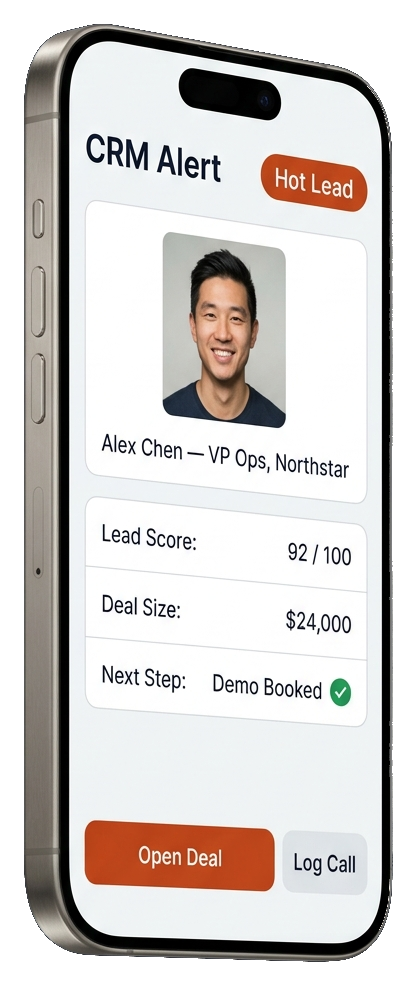 CRM Alert
Hot Lead
Alex Chen — VP Ops, Northstar
Lead Score: 92 / 100
Deal Size: $24,000
Next Step: Demo Booked
Open Deal
Log Call